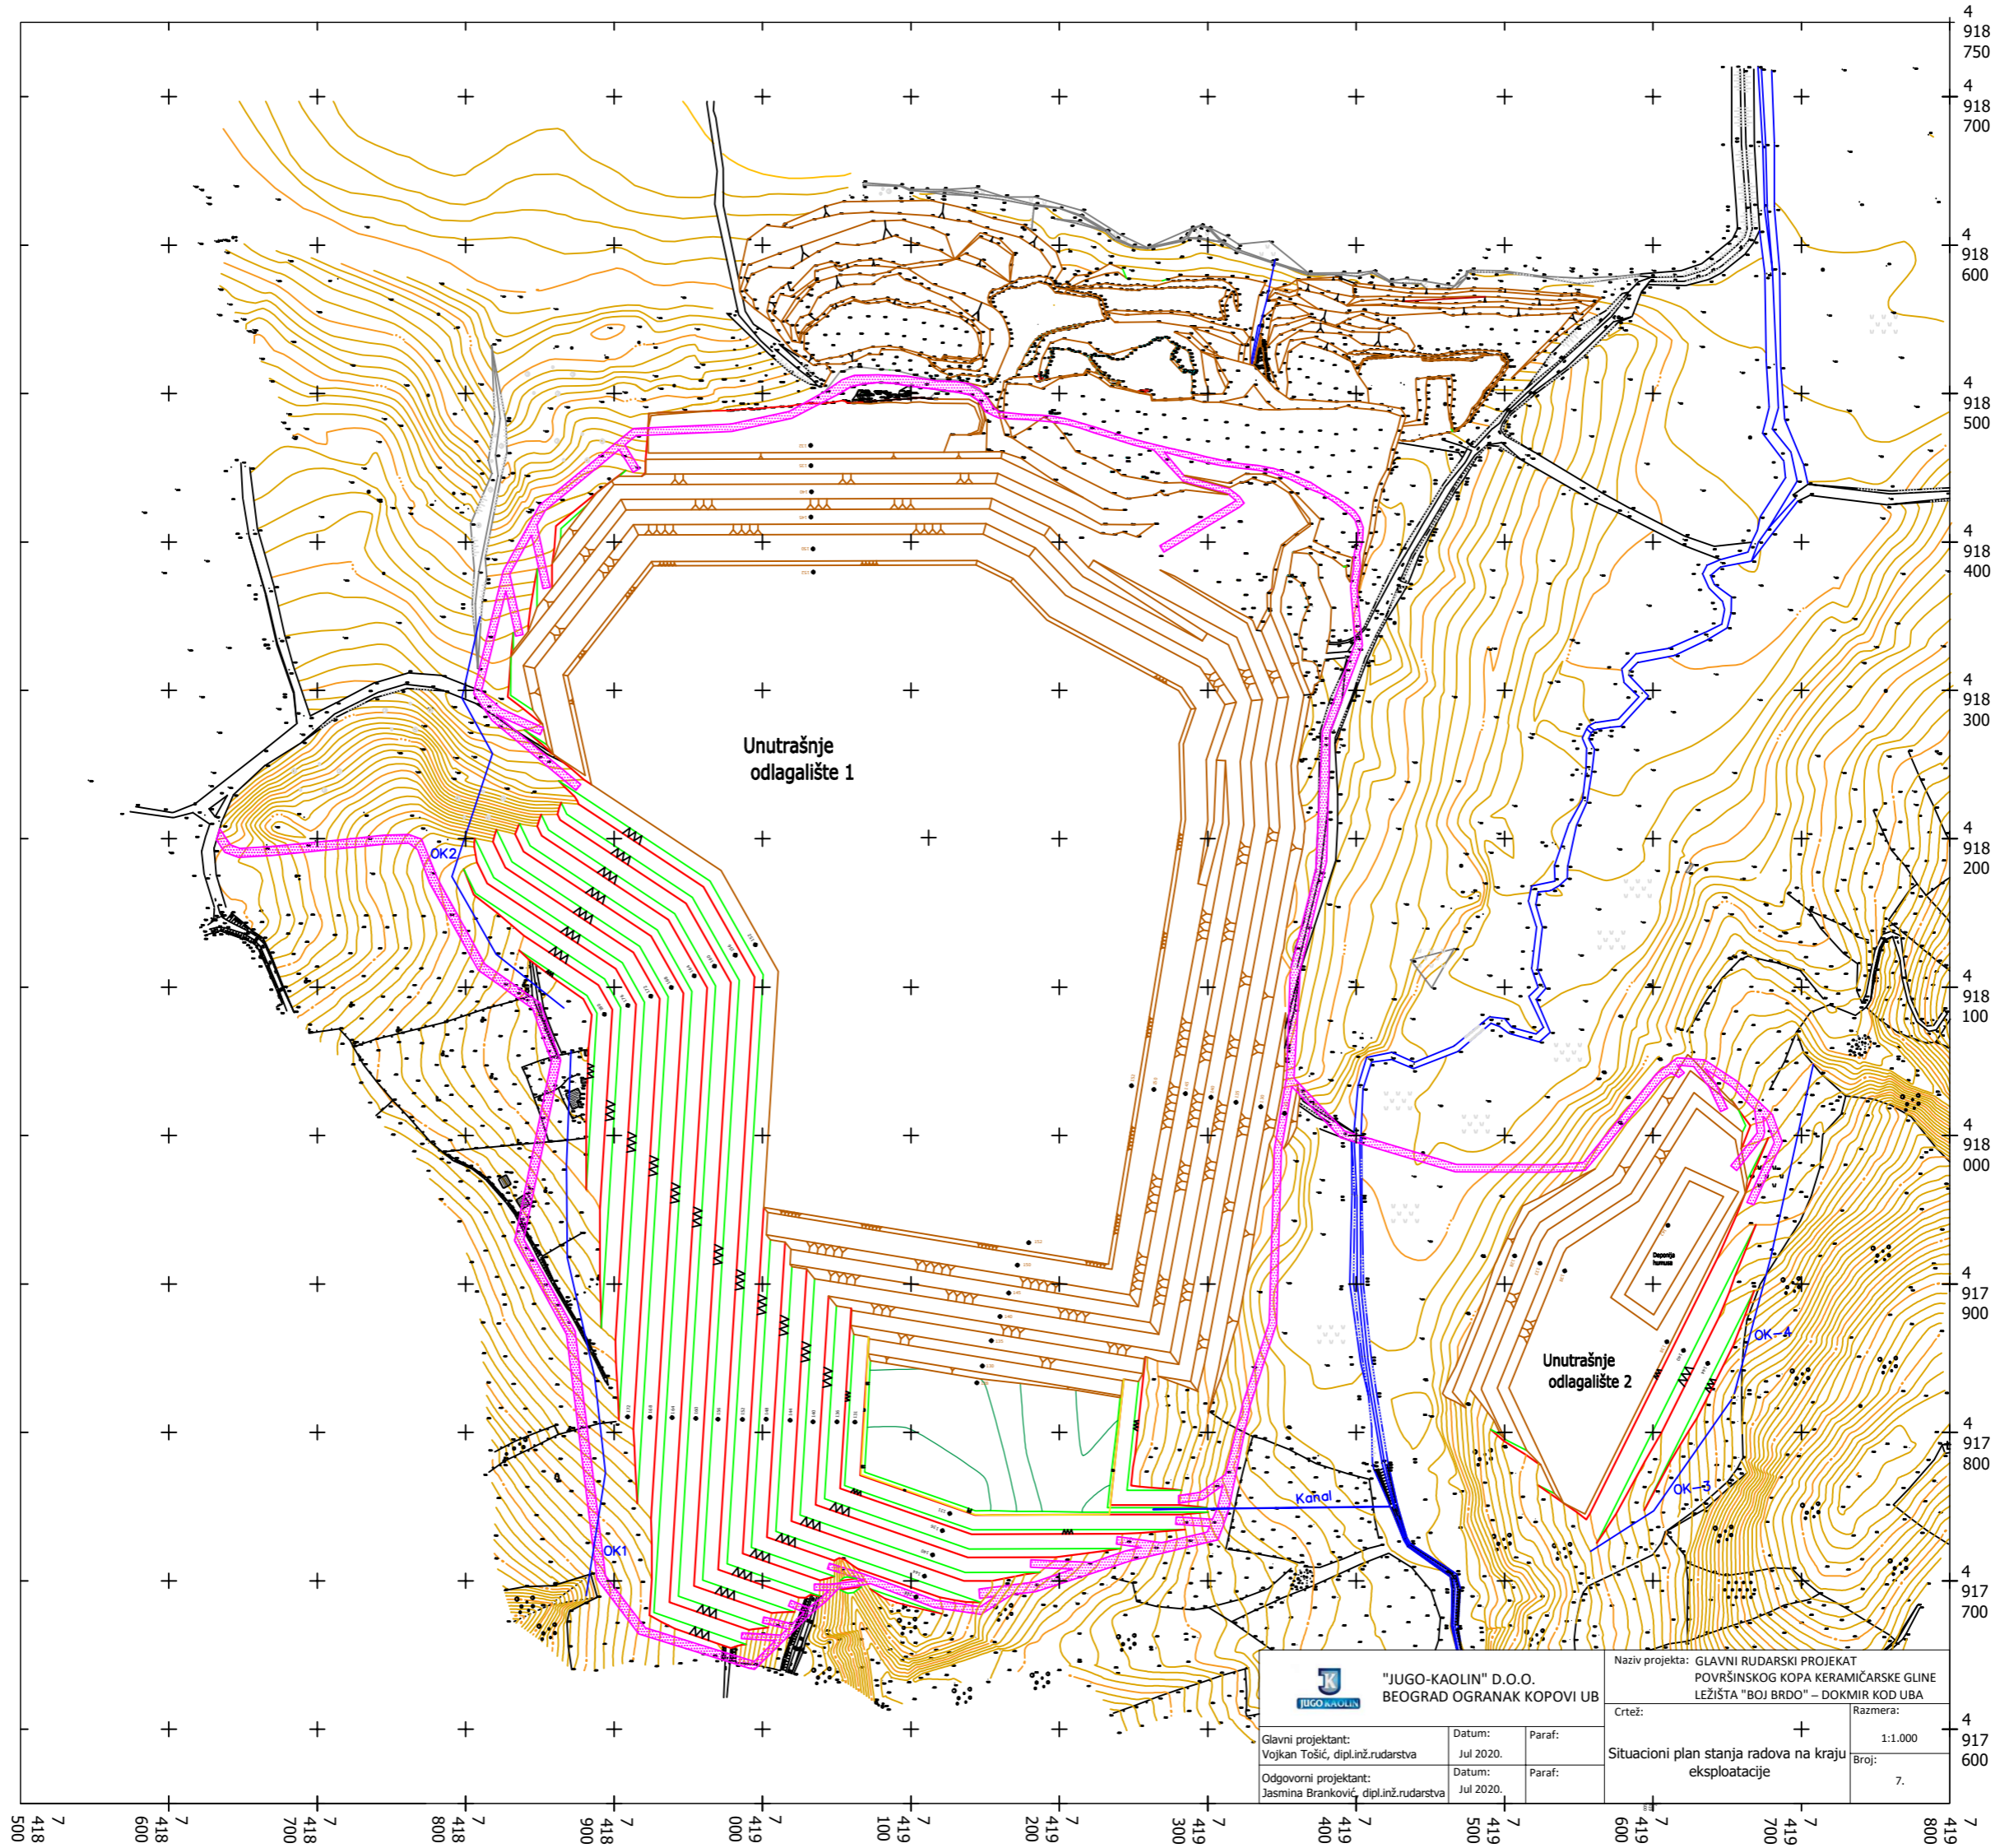 4
918
750
4
918
700
4
918
600
4
918
500
4
918
400
4
918
300
4
918
200
4
918
100
4
918
000
4
917
900
4
917
800
4
917
700
4
917
600
Unutrašnje
odlagalište 1
OK2
OK1
Kanal
Deponija
humusa
Unutrašnje
odlagalište 2
OK-4
OK-3
JUGO KAOLIN
"JUGO-KAOLIN" D.O.O.
BEOGRAD OGRANAK KOPOVI UB
Naziv projekta: GLAVNI RUDARSKI PROJEKAT
POVRŠINSKOG KOPA KERAMIČARSKE GLINE
LEŽIŠTA "BOJ BRDO" – DOKMIR KOD UBA
Glavni projektant:
Vojkan Tošić, dipl.inž.rudarstva
Datum:
Jul 2020.
Paraf:
Odgovorni projektant:
Jasmina Branković, dipl.inž.rudarstva
Datum:
Jul 2020.
Paraf:
Crtež:
Situacioni plan stanja radova na kraju
eksploatacije
Razmera:
1:1.000
Broj:
7.
7
418
500
7
418
600
7
418
700
7
418
800
7
418
900
7
419
000
7
419
100
7
419
200
7
419
300
7
419
400
7
419
500
7
419
600
7
419
700
7
419
800